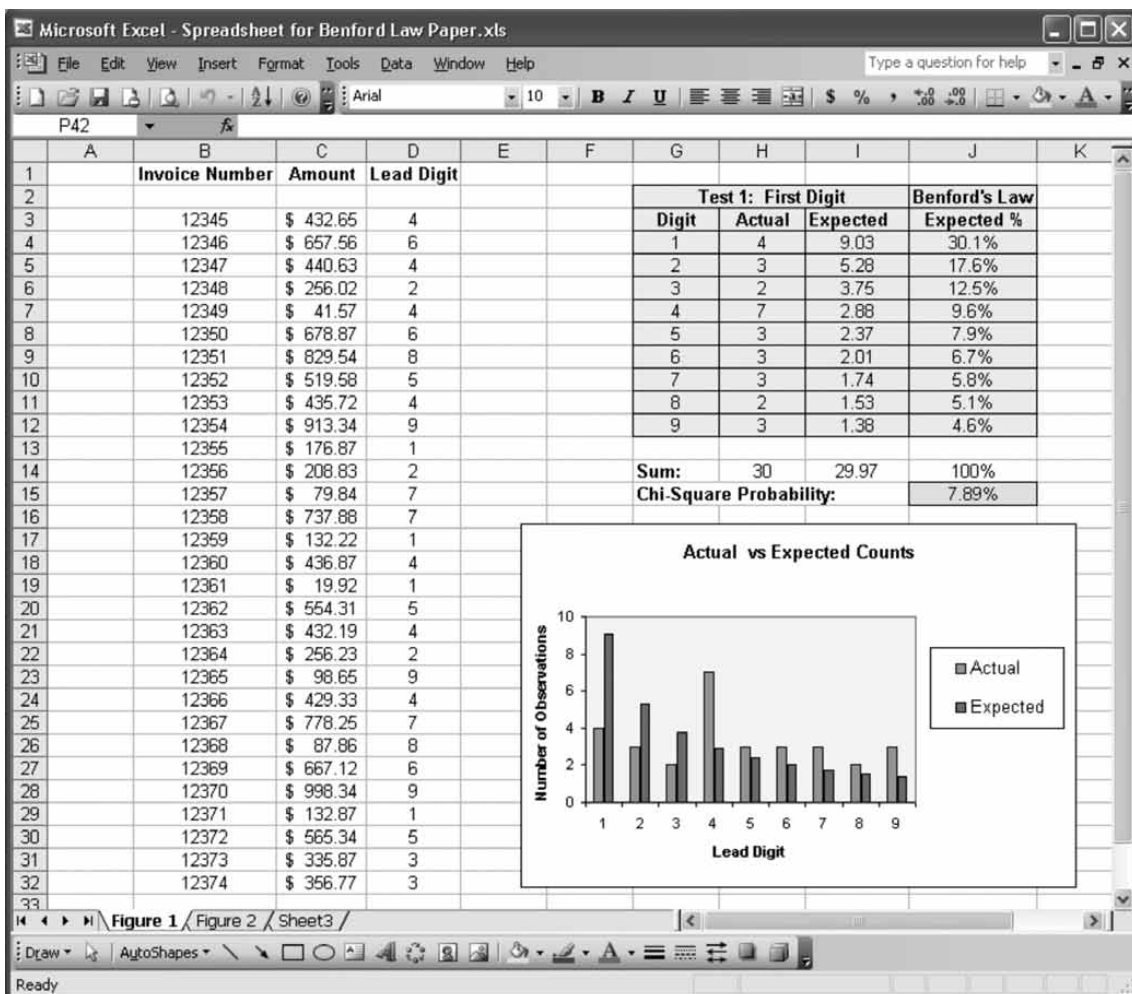 Microsoft Excel - Spreadsheet for Benford Law Paper.xls
File Edit View Insert Format Tools Data Window Help Type a question for help
Arial 10 B I U $ % ,
P42 fx
A B C D E F G H I J K
1 Invoice Number Amount Lead Digit
2 Test 1: First Digit Benford's Law
3 12345 $ 432.65 4 Digit Actual Expected Expected %
4 12346 $ 657.56 6 1 4 9.03 30.1%
5 12347 $ 440.63 4 2 3 5.28 17.6%
6 12348 $ 256.02 2 3 2 3.75 12.5%
7 12349 $ 41.57 4 4 7 2.88 9.6%
8 12350 $ 678.87 6 5 3 2.37 7.9%
9 12351 $ 829.54 8 6 3 2.01 6.7%
10 12352 $ 519.58 5 7 3 1.74 5.8%
11 12353 $ 435.72 4 8 2 1.53 5.1%
12 12354 $ 913.34 9 9 3 1.38 4.6%
13 12355 $ 176.87 1
14 12356 $ 208.83 2 Sum: 30 29.97 100%
15 12357 $ 79.84 7 Chi-Square Probability: 7.89%
16 12358 $ 737.88 7
17 12359 $ 132.22 1
18 12360 $ 436.87 4
19 12361 $ 19.92 1
20 12362 $ 554.31 5
21 12363 $ 432.19 4
22 12364 $ 256.23 2
23 12365 $ 98.65 9
24 12366 $ 429.33 4
25 12367 $ 778.25 7
26 12368 $ 87.86 8
27 12369 $ 667.12 6
28 12370 $ 998.34 9
29 12371 $ 132.87 1
30 12372 $ 565.34 5
31 12373 $ 335.87 3
32 12374 $ 356.77 3
33
Actual vs Expected Counts
Number of Observations
10
8
6
4
2
0
1 2 3 4 5 6 7 8 9
Lead Digit
Actual
Expected
Figure 1 Figure 2 Sheet3
Draw AutoShapes
Ready